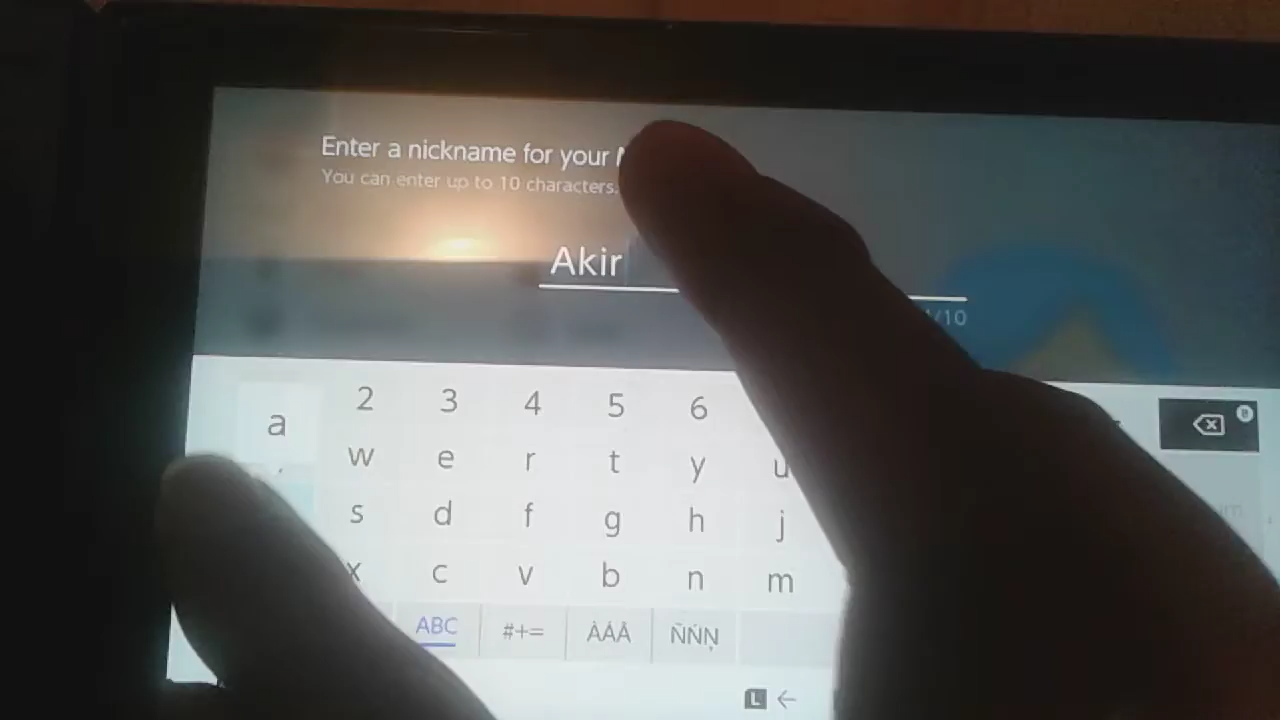 Enter a nickname for your
You can enter up to 10 characters.
Akir
/10
a
2 3 4 5 6
w e r t y u
s d f g h j
x c v b n m
ABC #+= ÀÁÂ ÑŃŅ
L ←